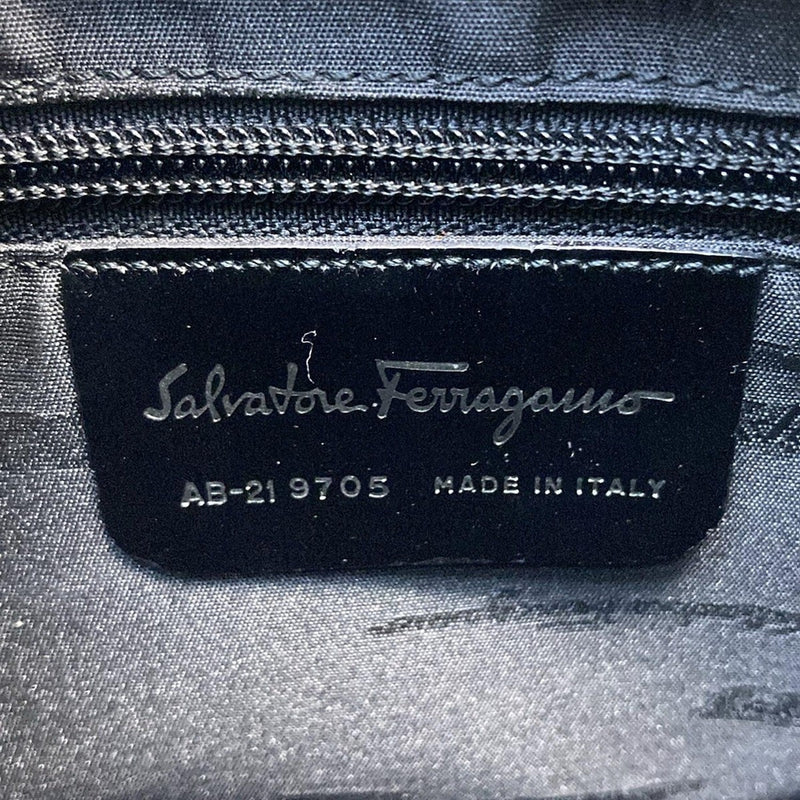 Salvatore Ferragamo
AB-21 9705 MADE IN ITALY